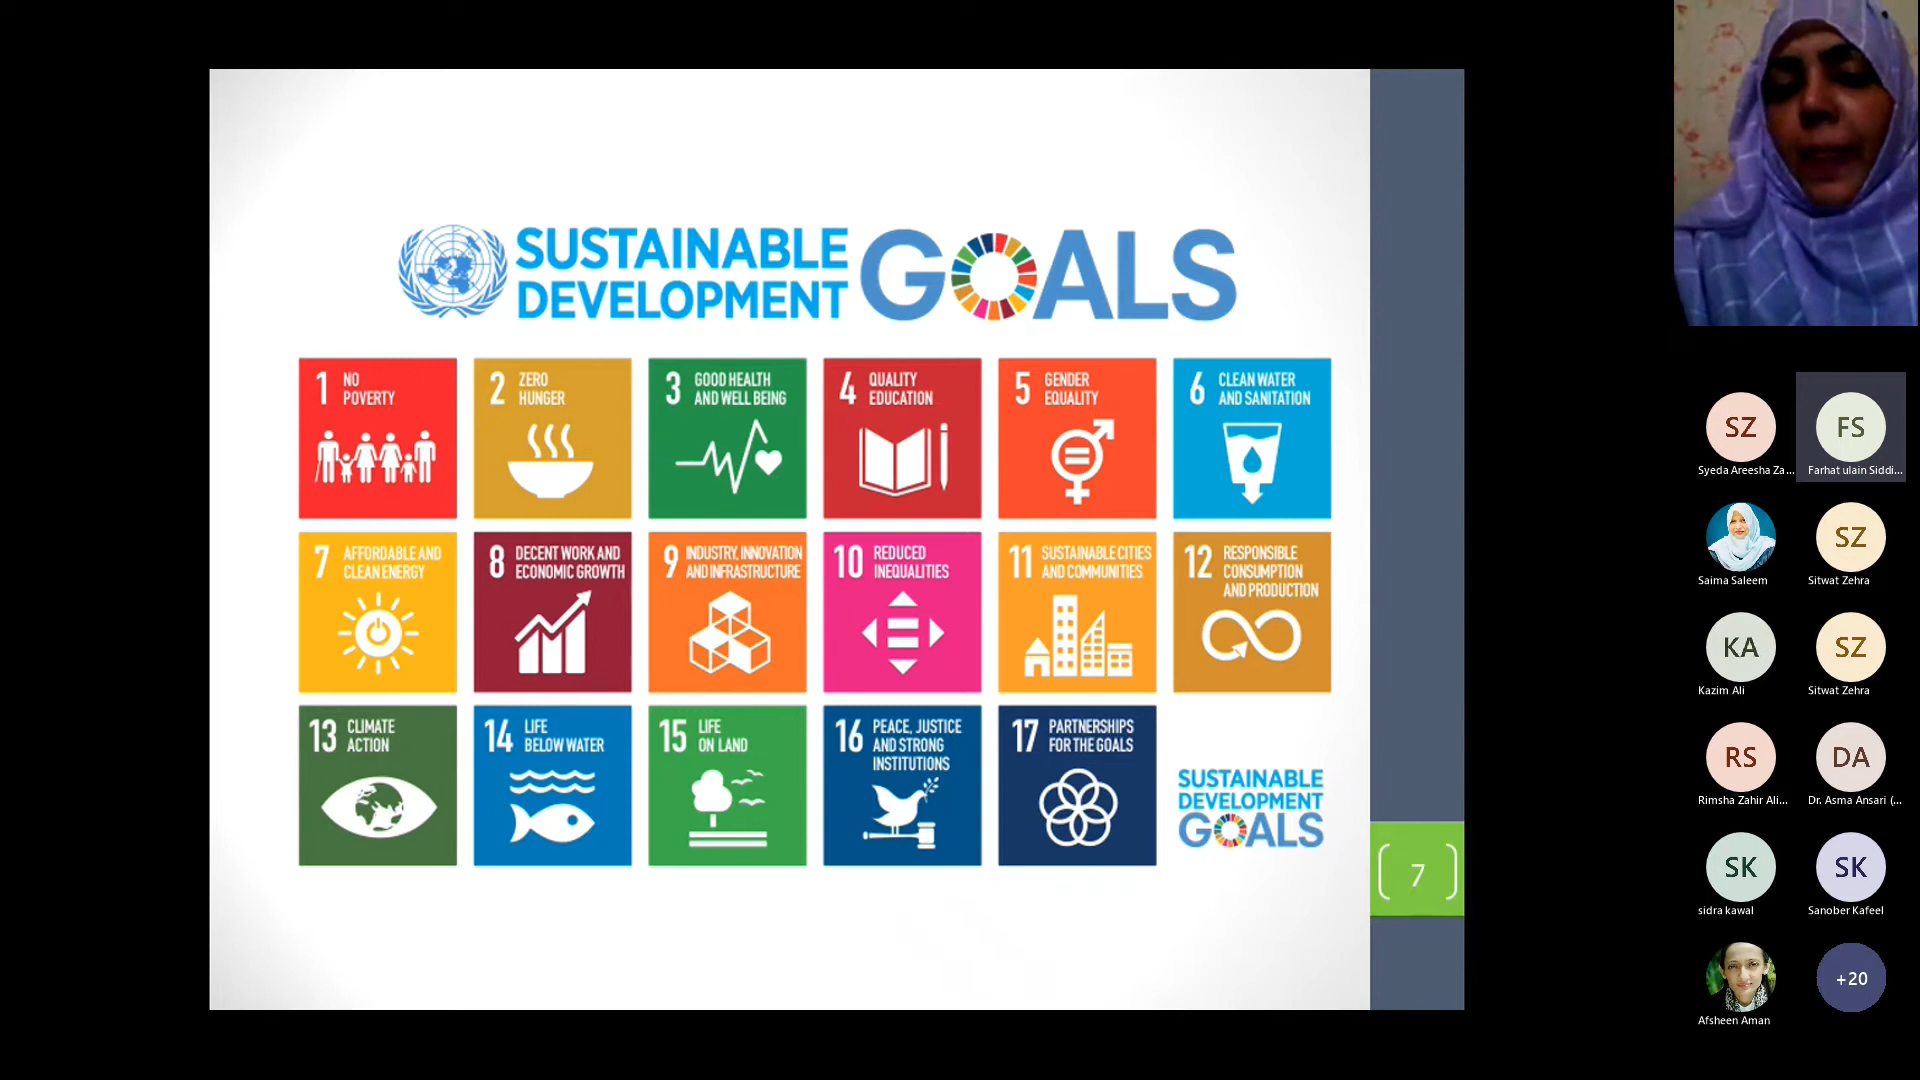 SUSTAINABLE
DEVELOPMENT
GOALS
1 NO
POVERTY
2 ZERO
HUNGER
3 GOOD HEALTH
AND WELL BEING
4 QUALITY
EDUCATION
5 GENDER
EQUALITY
6 CLEAN WATER
AND SANITATION
7 AFFORDABLE AND
CLEAN ENERGY
8 DECENT WORK AND
ECONOMIC GROWTH
9 INDUSTRY, INNOVATION
AND INFRASTRUCTURE
10 REDUCED
INEQUALITIES
11 SUSTAINABLE CITIES
AND COMMUNITIES
12 RESPONSIBLE
CONSUMPTION
AND PRODUCTION
13 CLIMATE
ACTION
14 LIFE
BELOW WATER
15 LIFE
ON LAND
16 PEACE, JUSTICE
AND STRONG
INSTITUTIONS
17 PARTNERSHIPS
FOR THE GOALS
SUSTAINABLE
DEVELOPMENT
GOALS
7
SZ
Syeda Areesha Za...
FS
Farhat ulain Siddi...
Saima Saleem
SZ
Sitwat Zehra
KA
Kazim Ali
SZ
Sitwat Zehra
RS
Rimsha Zahir Ali...
DA
Dr. Asma Ansari (...
SK
sidra kawal
SK
Sanober Kafeel
Afsheen Aman
+20